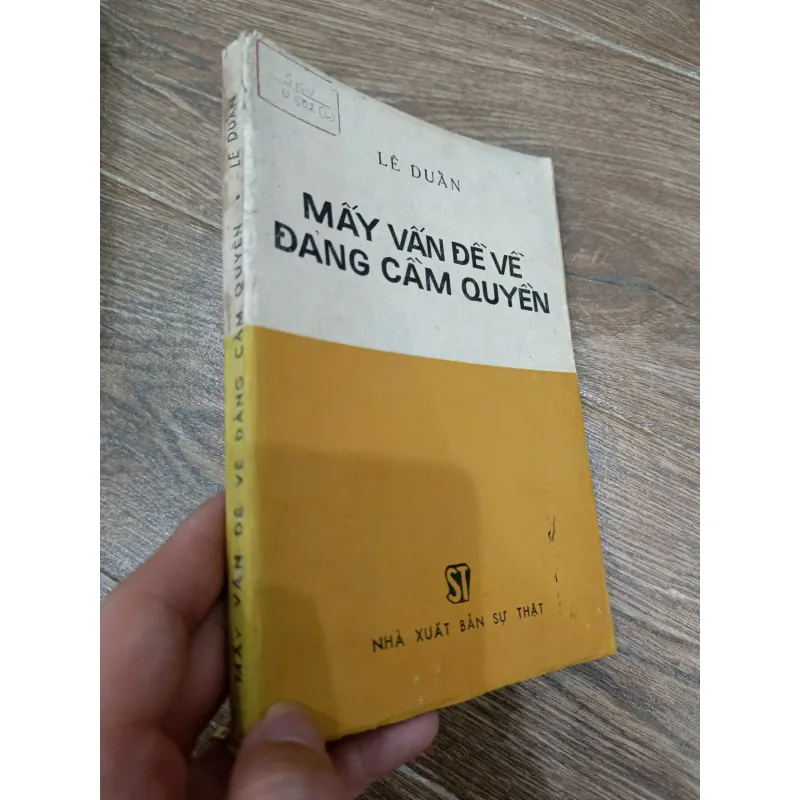 LÊ DUẨN
MẤY VẤN ĐỀ VỀ
ĐẢNG CẦM QUYỀN
ST
NHÀ XUẤT BẢN SỰ THẬT
MẤY VẤN ĐỀ VỀ ĐẢNG CẦM QUYỀN • LÊ DUẨN